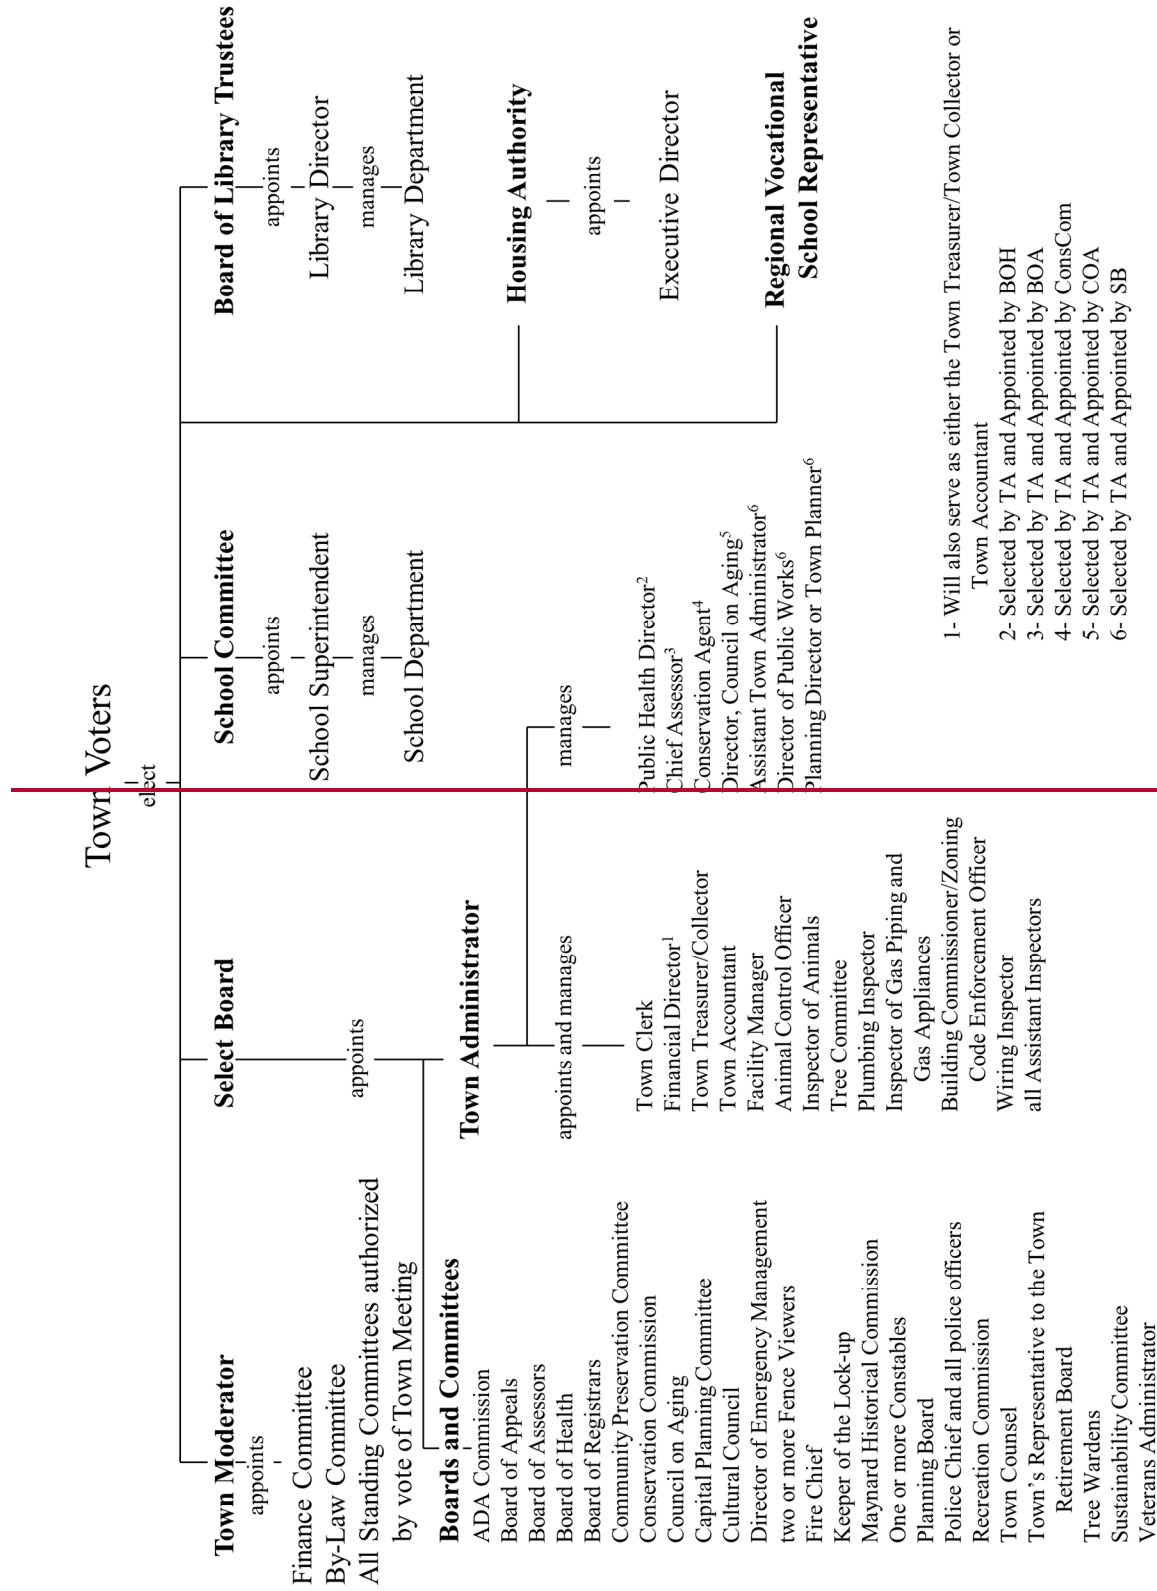 Town Voters
elect
Town Moderator
appoints
Finance Committee
By-Law Committee
All Standing Committees authorized
by vote of Town Meeting
Select Board
appoints
Boards and Committees
ADA Commission
Board of Appeals
Board of Assessors
Board of Health
Board of Registrars
Community Preservation Committee
Conservation Commission
Council on Aging
Capital Planning Committee
Cultural Council
Director of Emergency Management
two or more Fence Viewers
Fire Chief
Keeper of the Lock-up
Maynard Historical Commission
One or more Constables
Planning Board
Police Chief and all police officers
Recreation Commission
Town Counsel
Town's Representative to the Town
Retirement Board
Tree Wardens
Sustainability Committee
Veterans Administrator
Town Administrator
appoints and manages
Town Clerk
Financial Director¹
Town Treasurer/Collector
Town Accountant
Facility Manager
Animal Control Officer
Inspector of Animals
Tree Committee
Plumbing Inspector
Inspector of Gas Piping and
Gas Appliances
Building Commissioner/Zoning
Code Enforcement Officer
Wiring Inspector
all Assistant Inspectors
manages
Public Health Director²
Chief Assessor³
Conservation Agent⁴
Director, Council on Aging⁵
Assistant Town Administrator⁶
Director of Public Works⁶
Planning Director or Town Planner⁶
School Committee
appoints
School Superintendent
manages
School Department
Board of Library Trustees
appoints
Library Director
manages
Library Department
Housing Authority
appoints
Executive Director
Regional Vocational
School Representative
1- Will also serve as either the Town Treasurer/Town Collector or
Town Accountant
2- Selected by TA and Appointed by BOH
3- Selected by TA and Appointed by BOA
4- Selected by TA and Appointed by ConsCom
5- Selected by TA and Appointed by COA
6- Selected by TA and Appointed by SB